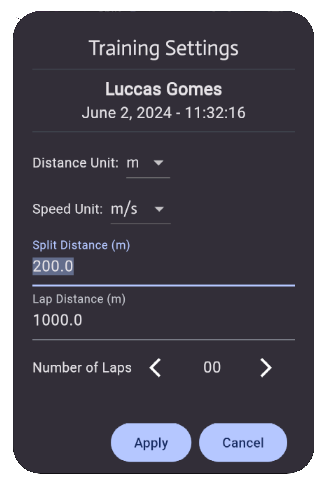 Training Settings
Luccas Gomes
June 2, 2024 - 11:32:16
Distance Unit: m
Speed Unit: m/s
Split Distance (m)
200.0
Lap Distance (m)
1000.0
Number of Laps 00
Apply Cancel